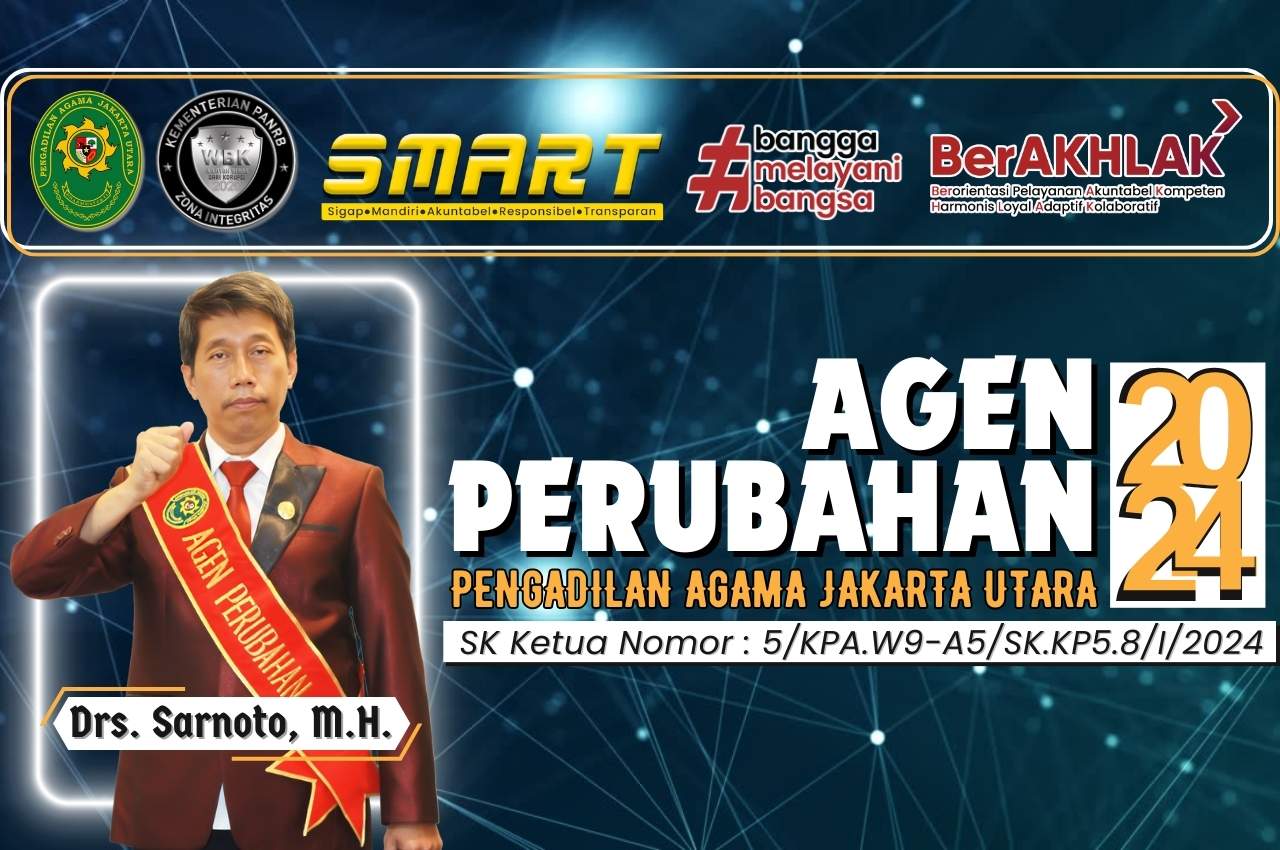 PENGADILAN AGAMA JAKARTA UTARA
KEMENTERIAN PANRB
WBK
2020
ZONA INTEGRITAS
SMART
Sigap•Mandiri•Akuntabel•Responsibel•Transparan
#bangga
melayani
bangsa
BerAKHLAK
Berorientasi Pelayanan Akuntabel Kompeten
Harmonis Loyal Adaptif Kolaboratif
AGEN
PERUBAHAN
2024
PENGADILAN AGAMA JAKARTA UTARA
SK Ketua Nomor : 5/KPA.W9-A5/SK.KP5.8/I/2024
AGEN PERUBAHAN
Drs. Sarnoto, M.H.